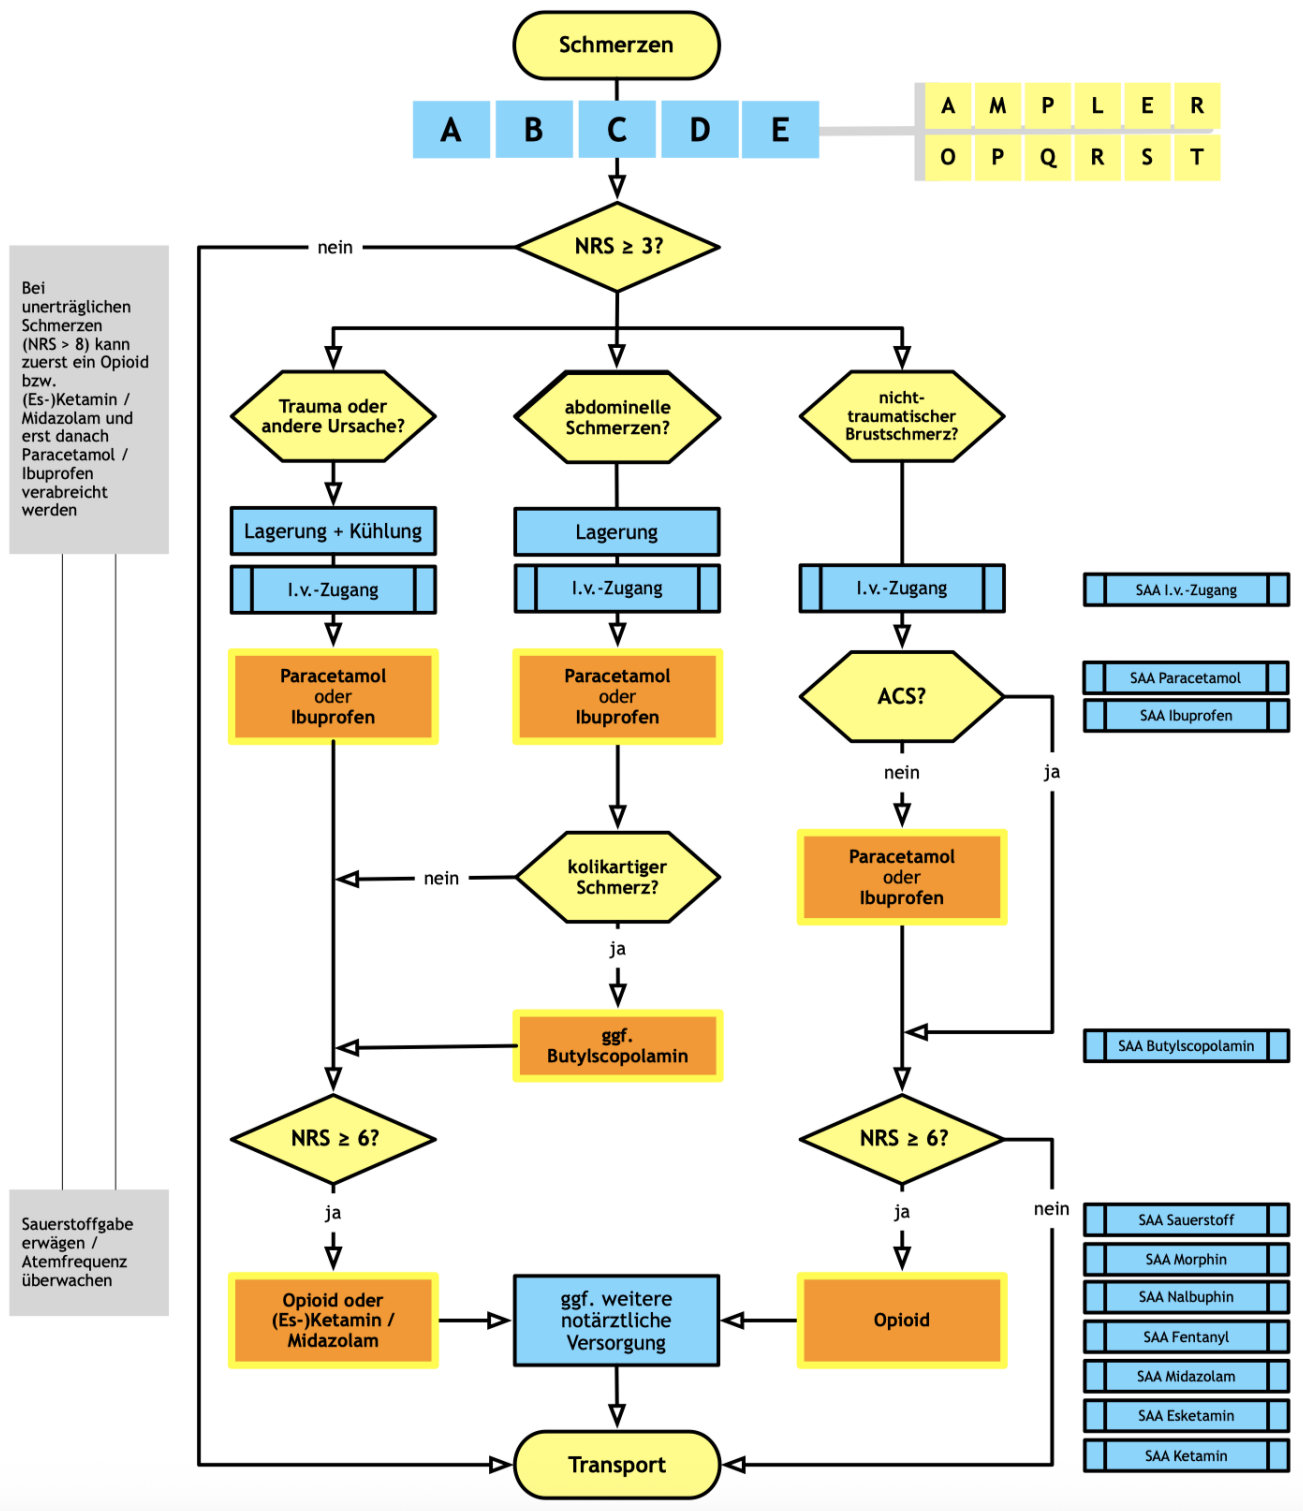 Schmerzen
A B C D E
A M P L E R
O P Q R S T
NRS ≥ 3?
nein
Bei
unerträglichen
Schmerzen
(NRS > 8) kann
zuerst ein Opioid
bzw.
(Es-)Ketamin /
Midazolam und
erst danach
Paracetamol /
Ibuprofen
verabreicht
werden
Trauma oder
andere Ursache?
abdominelle
Schmerzen?
nicht-
traumatischer
Brustschmerz?
Lagerung + Kühlung
Lagerung
I.v.-Zugang
I.v.-Zugang
I.v.-Zugang
SAA I.v.-Zugang
Paracetamol
oder
Ibuprofen
Paracetamol
oder
Ibuprofen
ACS?
SAA Paracetamol
SAA Ibuprofen
nein
ja
kolikartiger
Schmerz?
nein
Paracetamol
oder
Ibuprofen
ja
ggf.
Butylscopolamin
SAA Butylscopolamin
NRS ≥ 6?
NRS ≥ 6?
ja
ja
nein
Sauerstoffgabe
erwägen /
Atemfrequenz
überwachen
Opioid oder
(Es-)Ketamin /
Midazolam
ggf. weitere
notärztliche
Versorgung
Opioid
SAA Sauerstoff
SAA Morphin
SAA Nalbuphin
SAA Fentanyl
SAA Midazolam
SAA Esketamin
SAA Ketamin
Transport